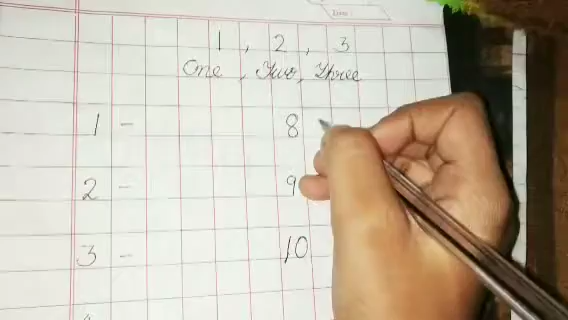 1, 2, 3
One, Two, Three
1 - 8
2 - 9
3 - 10